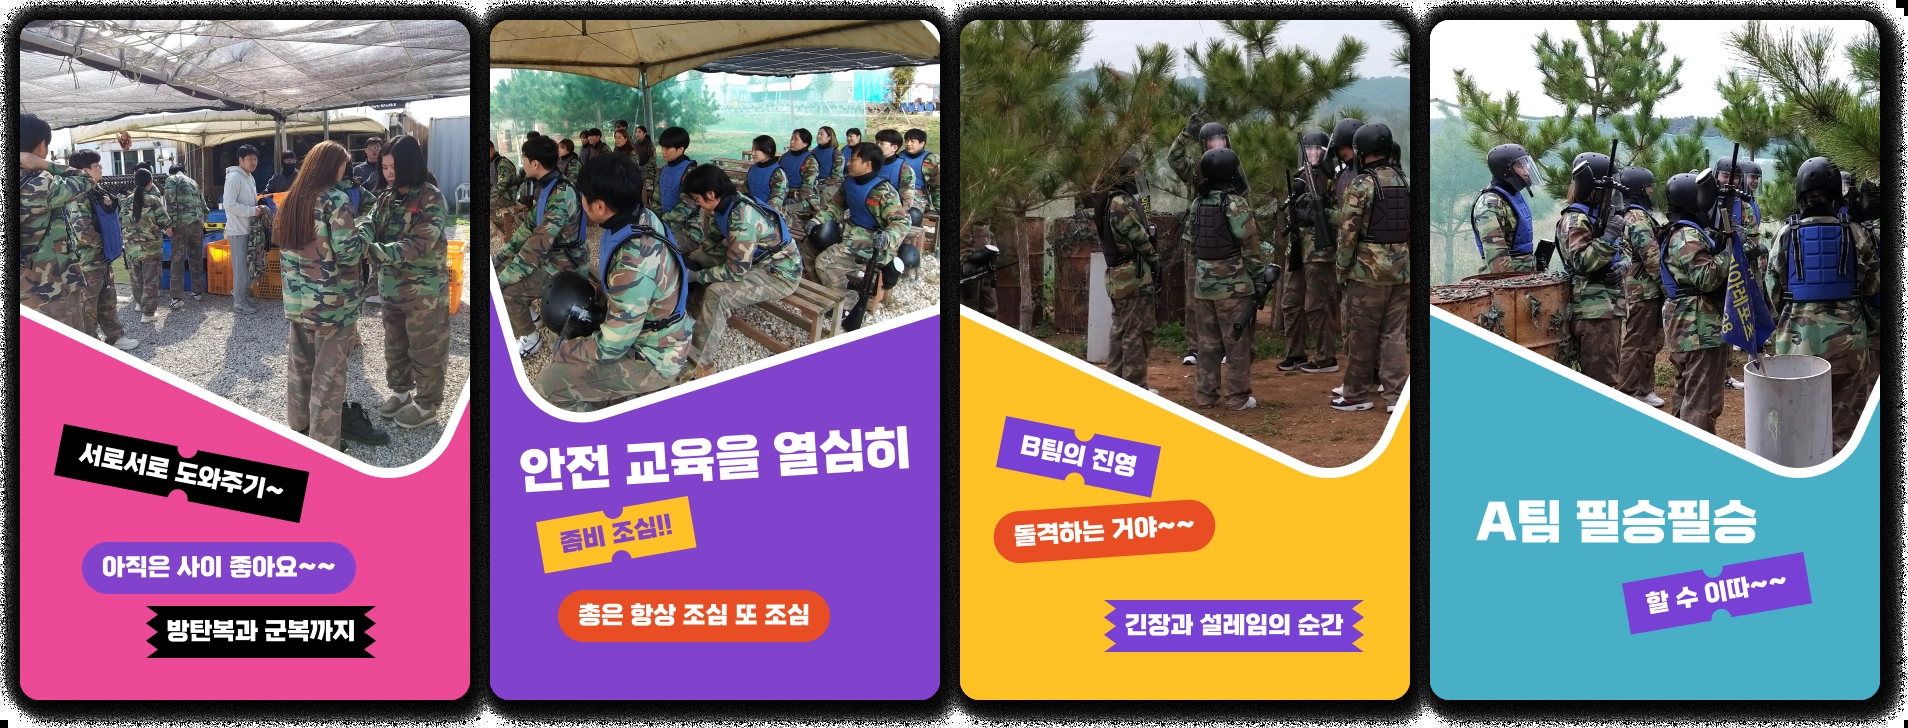 서로서로 도와주기~
아직은 사이 좋아요~~
방탄복과 군복까지
안전 교육을 열심히
좀비 조심!!
총은 항상 조심 또 조심
B팀의 진영
돌격하는 거야~~
긴장과 설레임의 순간
A팀 필승필승
할 수 이따~~